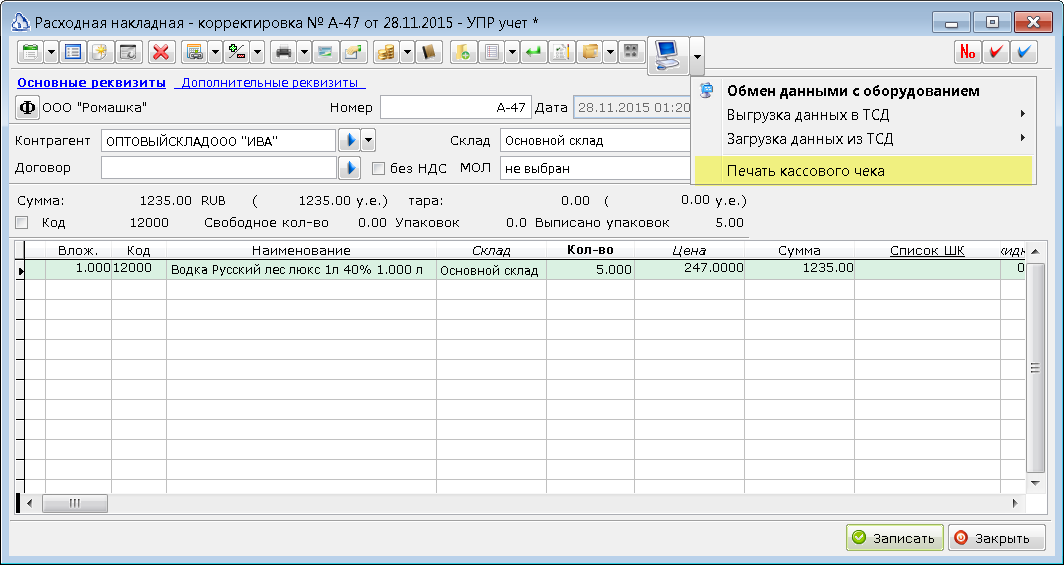 Расходная накладная - корректировка № А-47 от 28.11.2015 - УПР учет *
№
Основные реквизиты Дополнительные реквизиты
Обмен данными с оборудованием
Ф ООО "Ромашка" Номер А-47 Дата 28.11.2015 01:20
Выгрузка данных в ТСД
Контрагент ОПТОВЫЙСКЛАДООО "ИВА" Склад Основной склад
Загрузка данных из ТСД
Договор без НДС МОЛ не выбран
Печать кассового чека
Сумма: 1235.00 RUB ( 1235.00 у.е.) тара: 0.00 ( 0.00 у.е.)
Код 12000 Свободное кол-во 0.00 Упаковок 0.0 Выписано упаковок 5.00
Влож. Код Наименование Склад Кол-во Цена Сумма Список ШК
1.000 12000 Водка Русский лес люкс 1л 40% 1.000 л Основной склад 5.000 247.0000 1235.00 0
Записать Закрыть